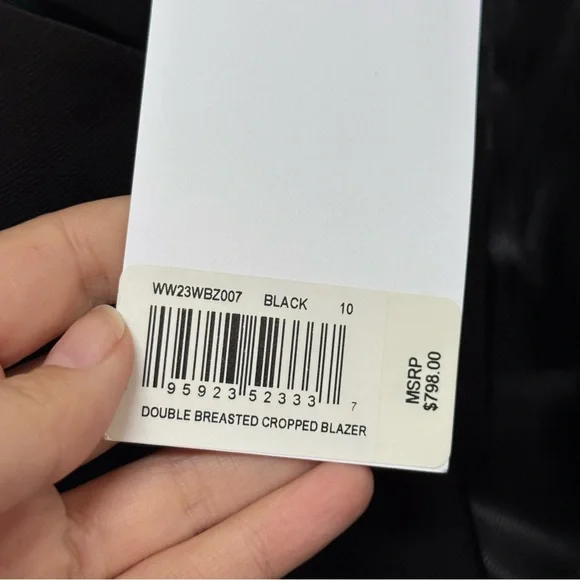 WW23WBZ007 BLACK 10
95923 52333 7
DOUBLE BREASTED CROPPED BLAZER
MSRP
$798.00